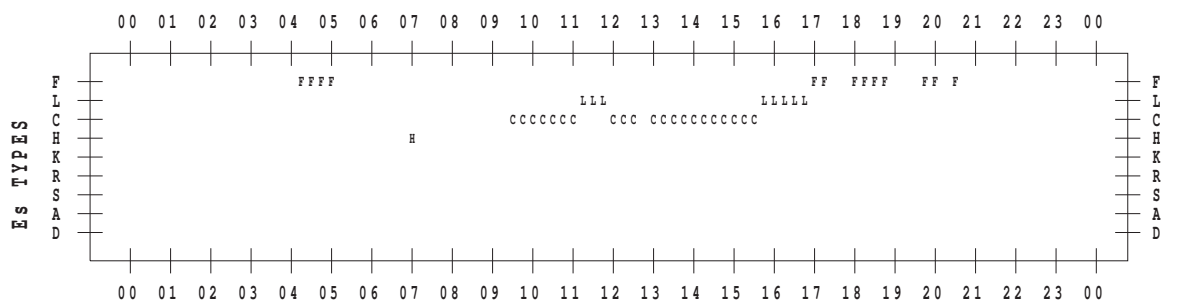 00 01 02 03 04 05 06 07 08 09 10 11 12 13 14 15 16 17 18 19 20 21 22 23 00
F FFFF FF FFFF FF F F
L LLL LLLLL L
C CCCCCCC CCC CCCCCCCCCCC C
H H H
K K
R R
S S
A A
D D
Es TYPES
00 01 02 03 04 05 06 07 08 09 10 11 12 13 14 15 16 17 18 19 20 21 22 23 00